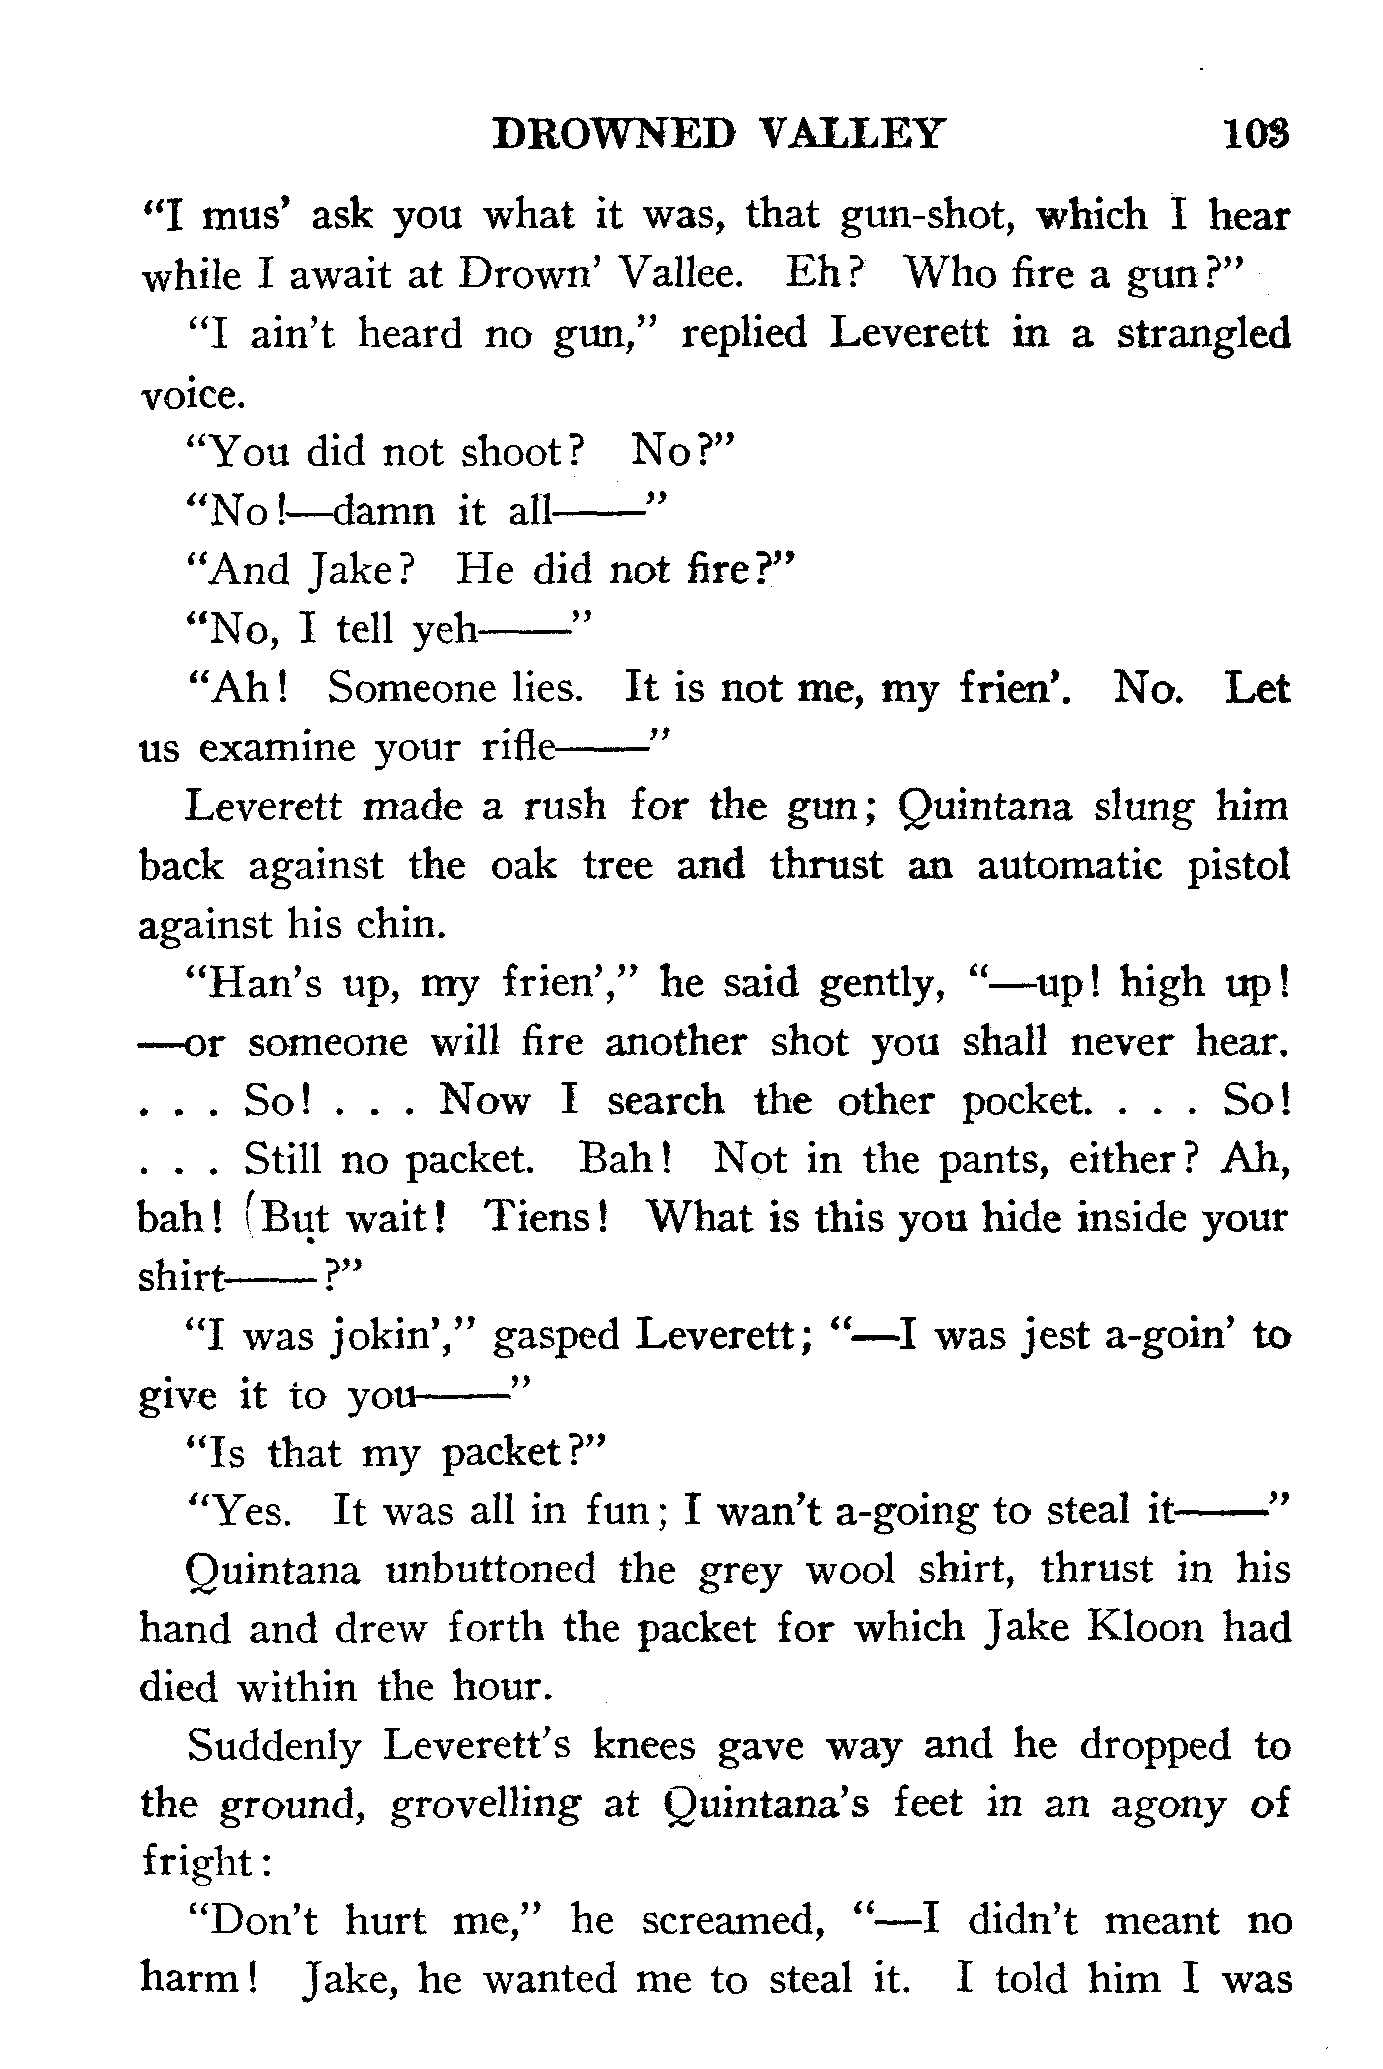 DROWNED VALLEY 103
“I mus’ ask you what it was, that gun-shot, which I hear
while I await at Drown’ Vallee. Eh? Who fire a gun?”
“I ain’t heard no gun,” replied Leverett in a strangled
voice.
“You did not shoot? No?”
“No!—damn it all——”
“And Jake? He did not fire?”
“No, I tell yeh——”
“Ah! Someone lies. It is not me, my frien’. No. Let
us examine your rifle——”
Leverett made a rush for the gun; Quintana slung him
back against the oak tree and thrust an automatic pistol
against his chin.
“Han’s up, my frien’,” he said gently, “—up! high up!
—or someone will fire another shot you shall never hear.
. . . So! . . . Now I search the other pocket. . . . So!
. . . Still no packet. Bah! Not in the pants, either? Ah,
bah! (But wait! Tiens! What is this you hide inside your
shirt——?”
“I was jokin’,” gasped Leverett; “—I was jest a-goin’ to
give it to you——”
“Is that my packet?”
“Yes. It was all in fun; I wan’t a-going to steal it——”
Quintana unbuttoned the grey wool shirt, thrust in his
hand and drew forth the packet for which Jake Kloon had
died within the hour.
Suddenly Leverett’s knees gave way and he dropped to
the ground, grovelling at Quintana’s feet in an agony of
fright:
“Don’t hurt me,” he screamed, “—I didn’t meant no
harm! Jake, he wanted me to steal it. I told him I was